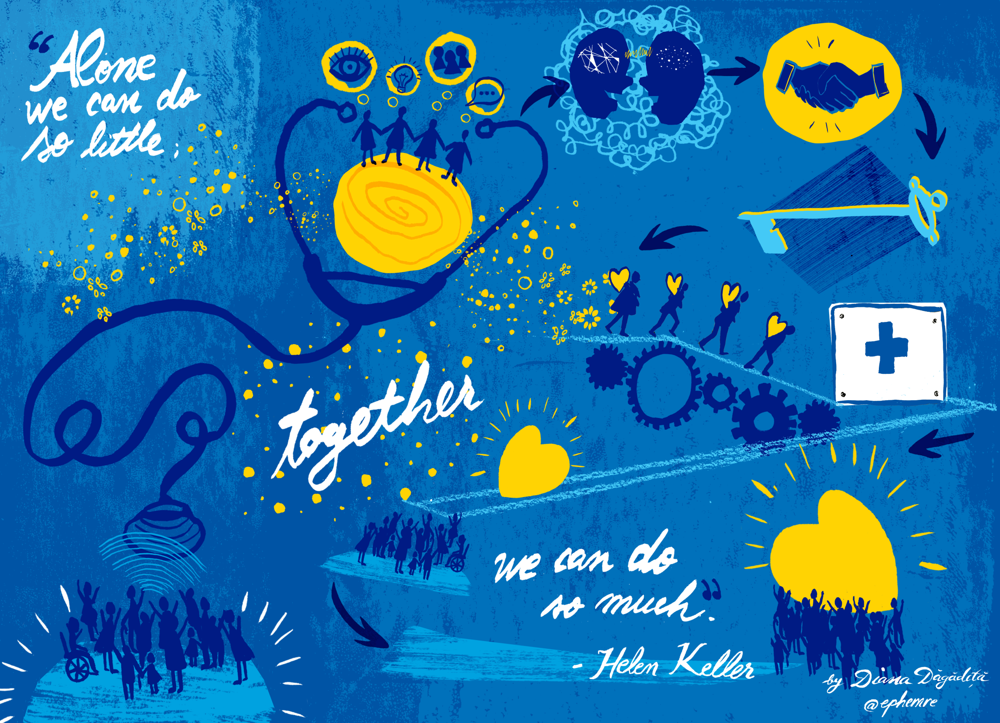 “Alone
we can do
so little;
together
we can do
so much”.
- Helen Keller
by Diana Dăgădiță
@ephemre